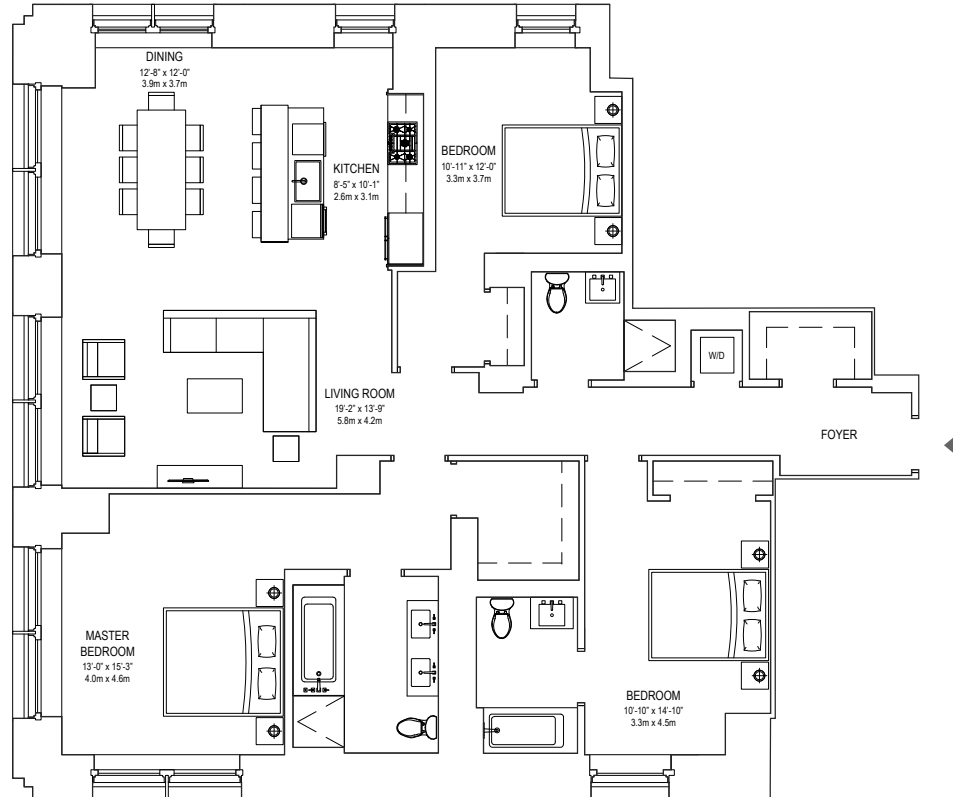 DINING
12'-8" x 12'-0"
3.9m x 3.7m
KITCHEN
8'-5" x 10'-1"
2.6m x 3.1m
BEDROOM
10'-11" x 12'-0"
3.3m x 3.7m
W/D
LIVING ROOM
19'-2" x 13'-9"
5.8m x 4.2m
FOYER
MASTER
BEDROOM
13'-0" x 15'-3"
4.0m x 4.6m
BEDROOM
10'-10" x 14'-10"
3.3m x 4.5m